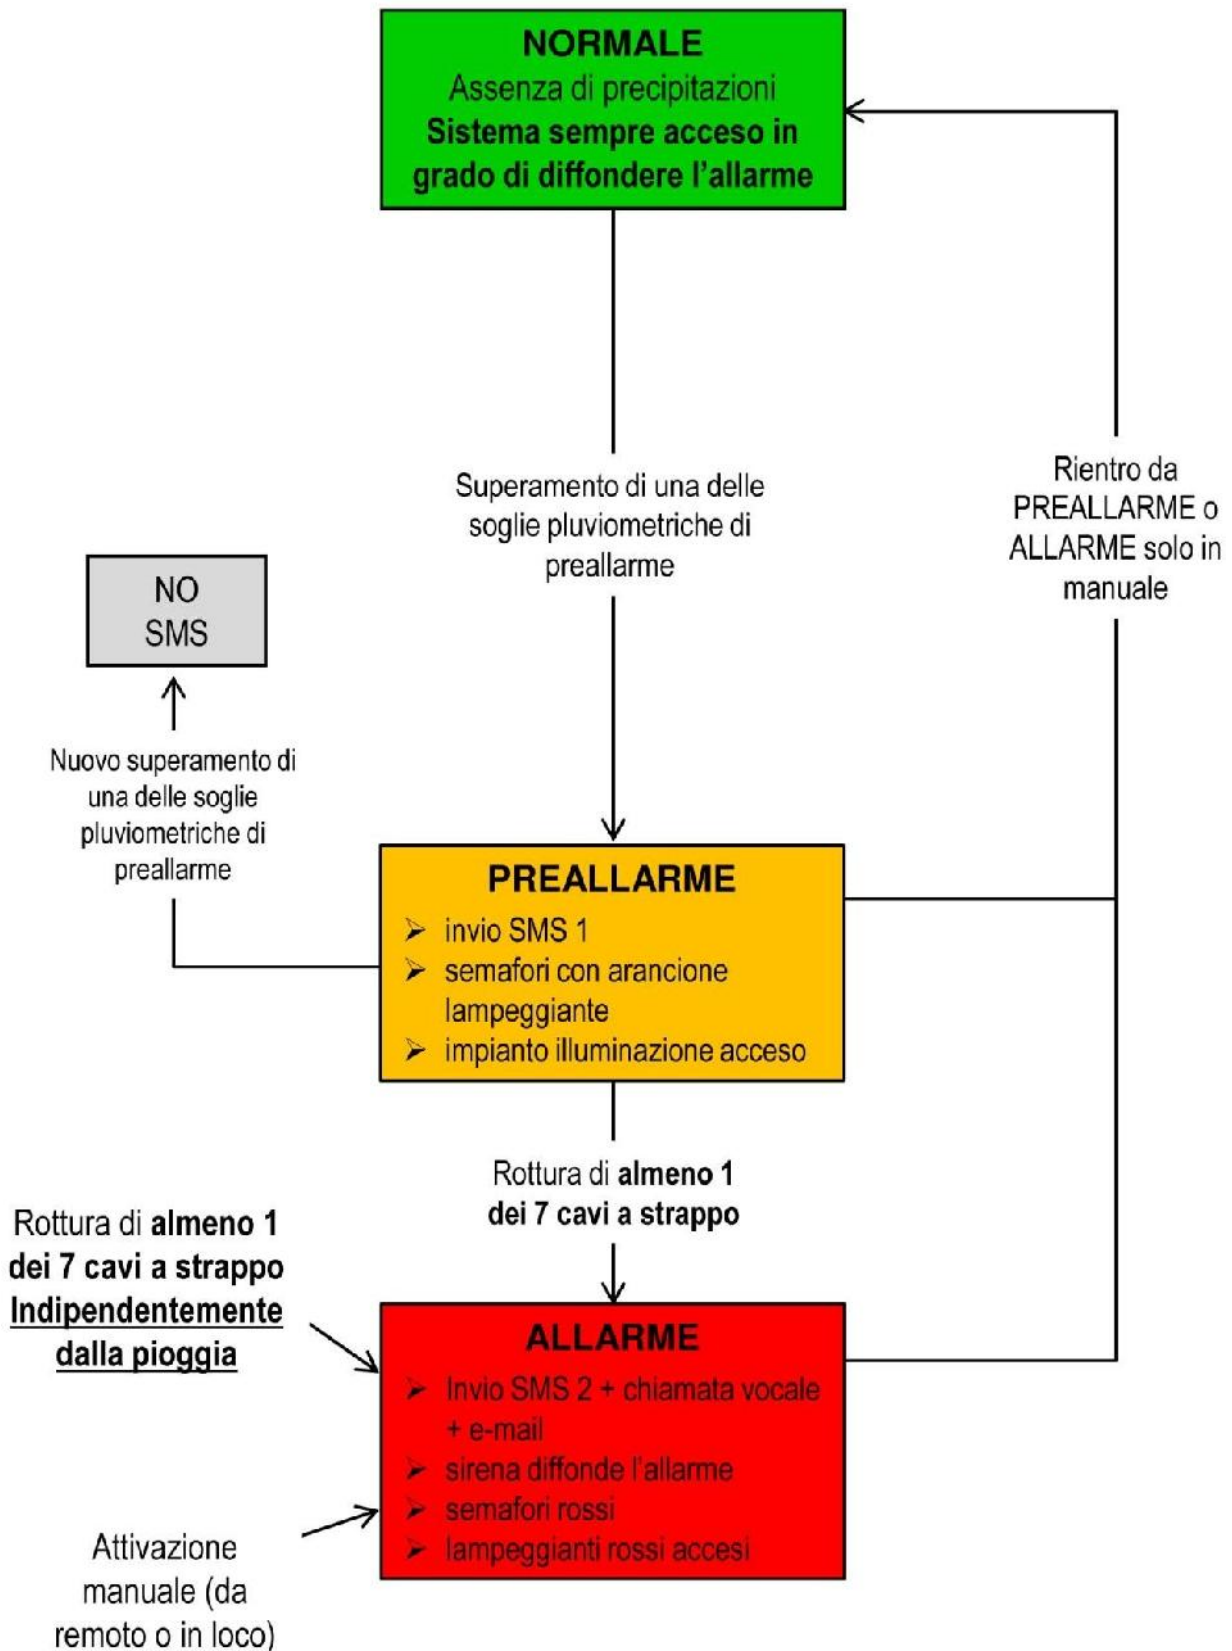 NORMALE
Assenza di precipitazioni
Sistema sempre acceso in
grado di diffondere l'allarme
Superamento di una delle
soglie pluviometriche di
preallarme
Rientro da
PREALLARME o
ALLARME solo in
manuale
NO
SMS
Nuovo superamento di
una delle soglie
pluviometriche di
preallarme
PREALLARME
➢ invio SMS 1
➢ semafori con arancione
lampeggiante
➢ impianto illuminazione acceso
Rottura di almeno 1
dei 7 cavi a strappo
Rottura di almeno 1
dei 7 cavi a strappo
Indipendentemente
dalla pioggia
ALLARME
➢ Invio SMS 2 + chiamata vocale
+ e-mail
➢ sirena diffonde l'allarme
➢ semafori rossi
➢ lampeggianti rossi accesi
Attivazione
manuale (da
remoto o in loco)